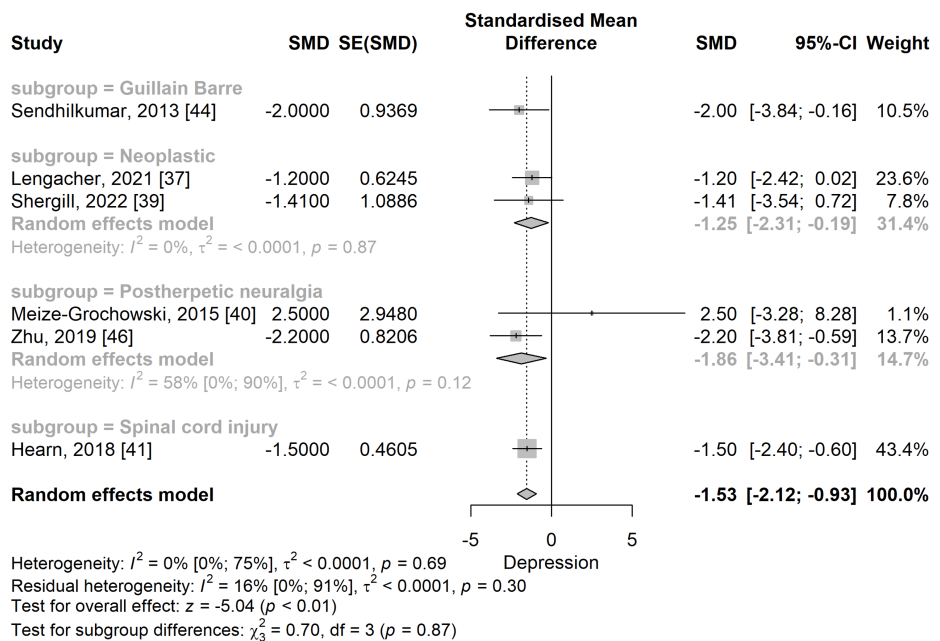 Standardised Mean
Study SMD SE(SMD) Difference SMD 95%-CI Weight
subgroup = Guillain Barre
Sendhilkumar, 2013 [44] -2.0000 0.9369 -2.00 [-3.84; -0.16] 10.5%
subgroup = Neoplastic
Lengacher, 2021 [37] -1.2000 0.6245 -1.20 [-2.42; 0.02] 23.6%
Shergill, 2022 [39] -1.4100 1.0886 -1.41 [-3.54; 0.72] 7.8%
Random effects model -1.25 [-2.31; -0.19] 31.4%
Heterogeneity: I² = 0%, τ² = < 0.0001, p = 0.87
subgroup = Postherpetic neuralgia
Meize-Grochowski, 2015 [40] 2.5000 2.9480 2.50 [-3.28; 8.28] 1.1%
Zhu, 2019 [46] -2.2000 0.8206 -2.20 [-3.81; -0.59] 13.7%
Random effects model -1.86 [-3.41; -0.31] 14.7%
Heterogeneity: I² = 58% [0%; 90%], τ² = < 0.0001, p = 0.12
subgroup = Spinal cord injury
Hearn, 2018 [41] -1.5000 0.4605 -1.50 [-2.40; -0.60] 43.4%
Random effects model -1.53 [-2.12; -0.93] 100.0%
-5 0 5
Depression
Heterogeneity: I² = 0% [0%; 75%], τ² < 0.0001, p = 0.69
Residual heterogeneity: I² = 16% [0%; 91%], τ² < 0.0001, p = 0.30
Test for overall effect: z = -5.04 (p < 0.01)
Test for subgroup differences: χ²₃ = 0.70, df = 3 (p = 0.87)